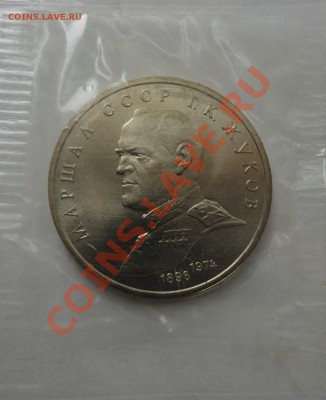 COINS.LAVE.RU
МАРШАЛ СССР Г.К. ЖУКОВ
1896
1974
COINS.LAVE.RU